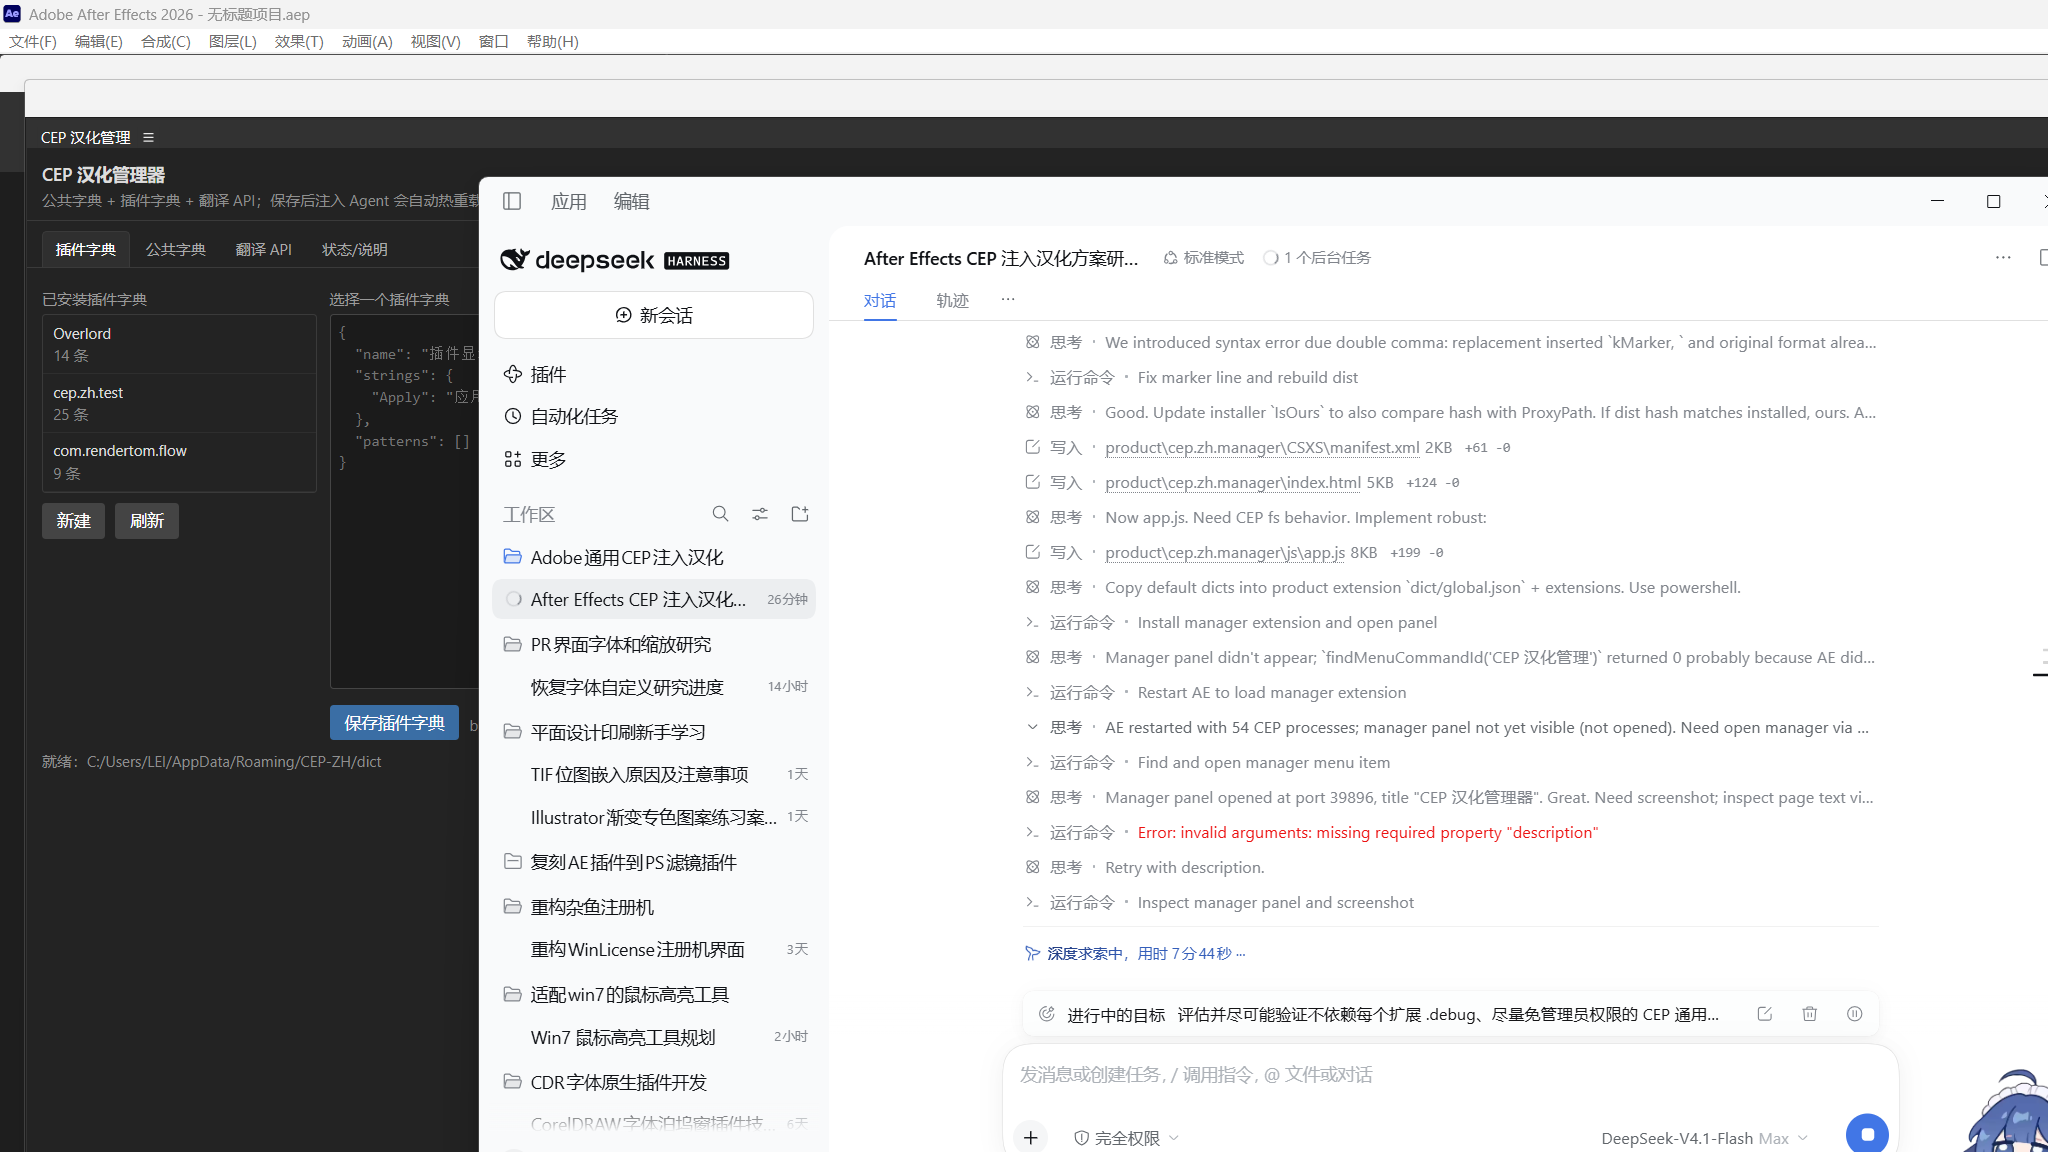 Adobe After Effects 2026 - 无标题项目.aep
文件(F) 编辑(E) 合成(C) 图层(L) 效果(T) 动画(A) 视图(V) 窗口 帮助(H)
CEP 汉化管理
CEP 汉化管理器
公共字典 + 插件字典 + 翻译 API；保存后注入 Agent 会自动热重载
插件字典 公共字典 翻译 API 状态/说明
已安装插件字典
Overlord
14 条
cep.zh.test
25 条
com.rendertom.flow
9 条
新建 刷新
选择一个插件字典
{
"name": "插件显
"strings": {
"Apply": "应用
},
"patterns": []
}
保存插件字典 b
就绪：C:/Users/LEI/AppData/Roaming/CEP-ZH/dict
应用 编辑
deepseek HARNESS
新会话
插件
自动化任务
更多
工作区
Adobe通用CEP注入汉化
After Effects CEP 注入汉化... 26分钟
PR界面字体和缩放研究
恢复字体自定义研究进度 14小时
平面设计印刷新手学习
TIF位图嵌入原因及注意事项 1天
Illustrator渐变专色图案练习案... 1天
复刻AE插件到PS滤镜插件
重构杂鱼注册机
重构WinLicense注册机界面 3天
适配win7的鼠标高亮工具
Win7 鼠标高亮工具规划 2小时
CDR字体原生插件开发
CorelDRAW字体泊坞窗插件技... 6天
After Effects CEP 注入汉化方案研... 标准模式 1 个后台任务
对话 轨迹 ...
思考 · We introduced syntax error due double comma: replacement inserted `kMarker, ` and original format alrea...
运行命令 · Fix marker line and rebuild dist
思考 · Good. Update installer `IsOurs` to also compare hash with ProxyPath. If dist hash matches installed, ours. A...
写入 · product\cep.zh.manager\CSXS\manifest.xml 2KB +61 -0
写入 · product\cep.zh.manager\index.html 5KB +124 -0
思考 · Now app.js. Need CEP fs behavior. Implement robust:
写入 · product\cep.zh.manager\js\app.js 8KB +199 -0
思考 · Copy default dicts into product extension `dict/global.json` + extensions. Use powershell.
运行命令 · Install manager extension and open panel
思考 · Manager panel didn't appear; `findMenuCommandId('CEP 汉化管理')` returned 0 probably because AE did...
运行命令 · Restart AE to load manager extension
思考 · AE restarted with 54 CEP processes; manager panel not yet visible (not opened). Need open manager via ...
运行命令 · Find and open manager menu item
思考 · Manager panel opened at port 39896, title "CEP 汉化管理器". Great. Need screenshot; inspect page text vi...
运行命令 · Error: invalid arguments: missing required property "description"
思考 · Retry with description.
运行命令 · Inspect manager panel and screenshot
深度求索中，用时 7分44秒 ...
进行中的目标 评估并尽可能验证不依赖每个扩展 .debug、尽量免管理员权限的 CEP 通用...
发消息或创建任务, / 调用指令, @ 文件或对话
完全权限
DeepSeek-V4.1-Flash Max